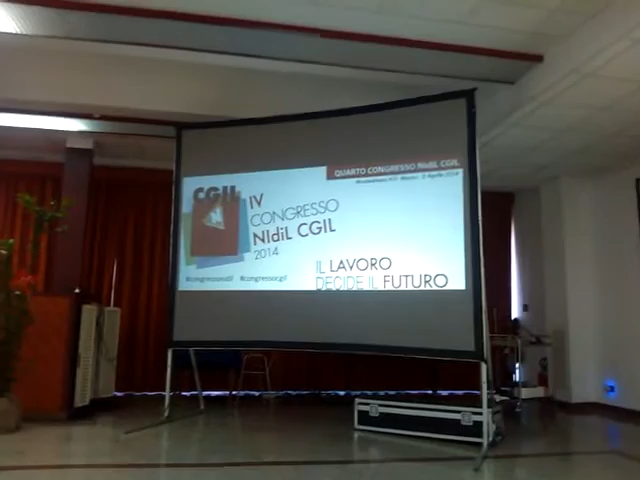 QUARTO CONGRESSO NIdiL CGIL
CGIL
IV
CONGRESSO
NIdiL CGIL
2014
#congressonidil #congressocgil
IL LAVORO
DECIDE IL FUTURO